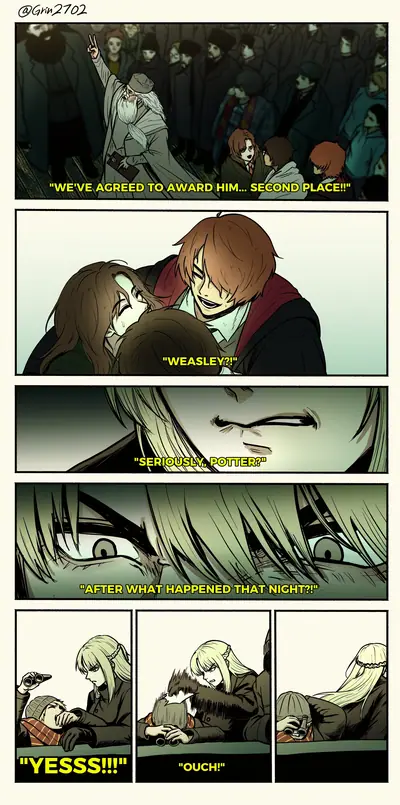 @Grin2702
"WE'VE AGREED TO AWARD HIM... SECOND PLACE!!"
"WEASLEY?!"
"SERIOUSLY, POTTER?"
"AFTER WHAT HAPPENED THAT NIGHT?!"
"YESSS!!!"
"OUCH!"